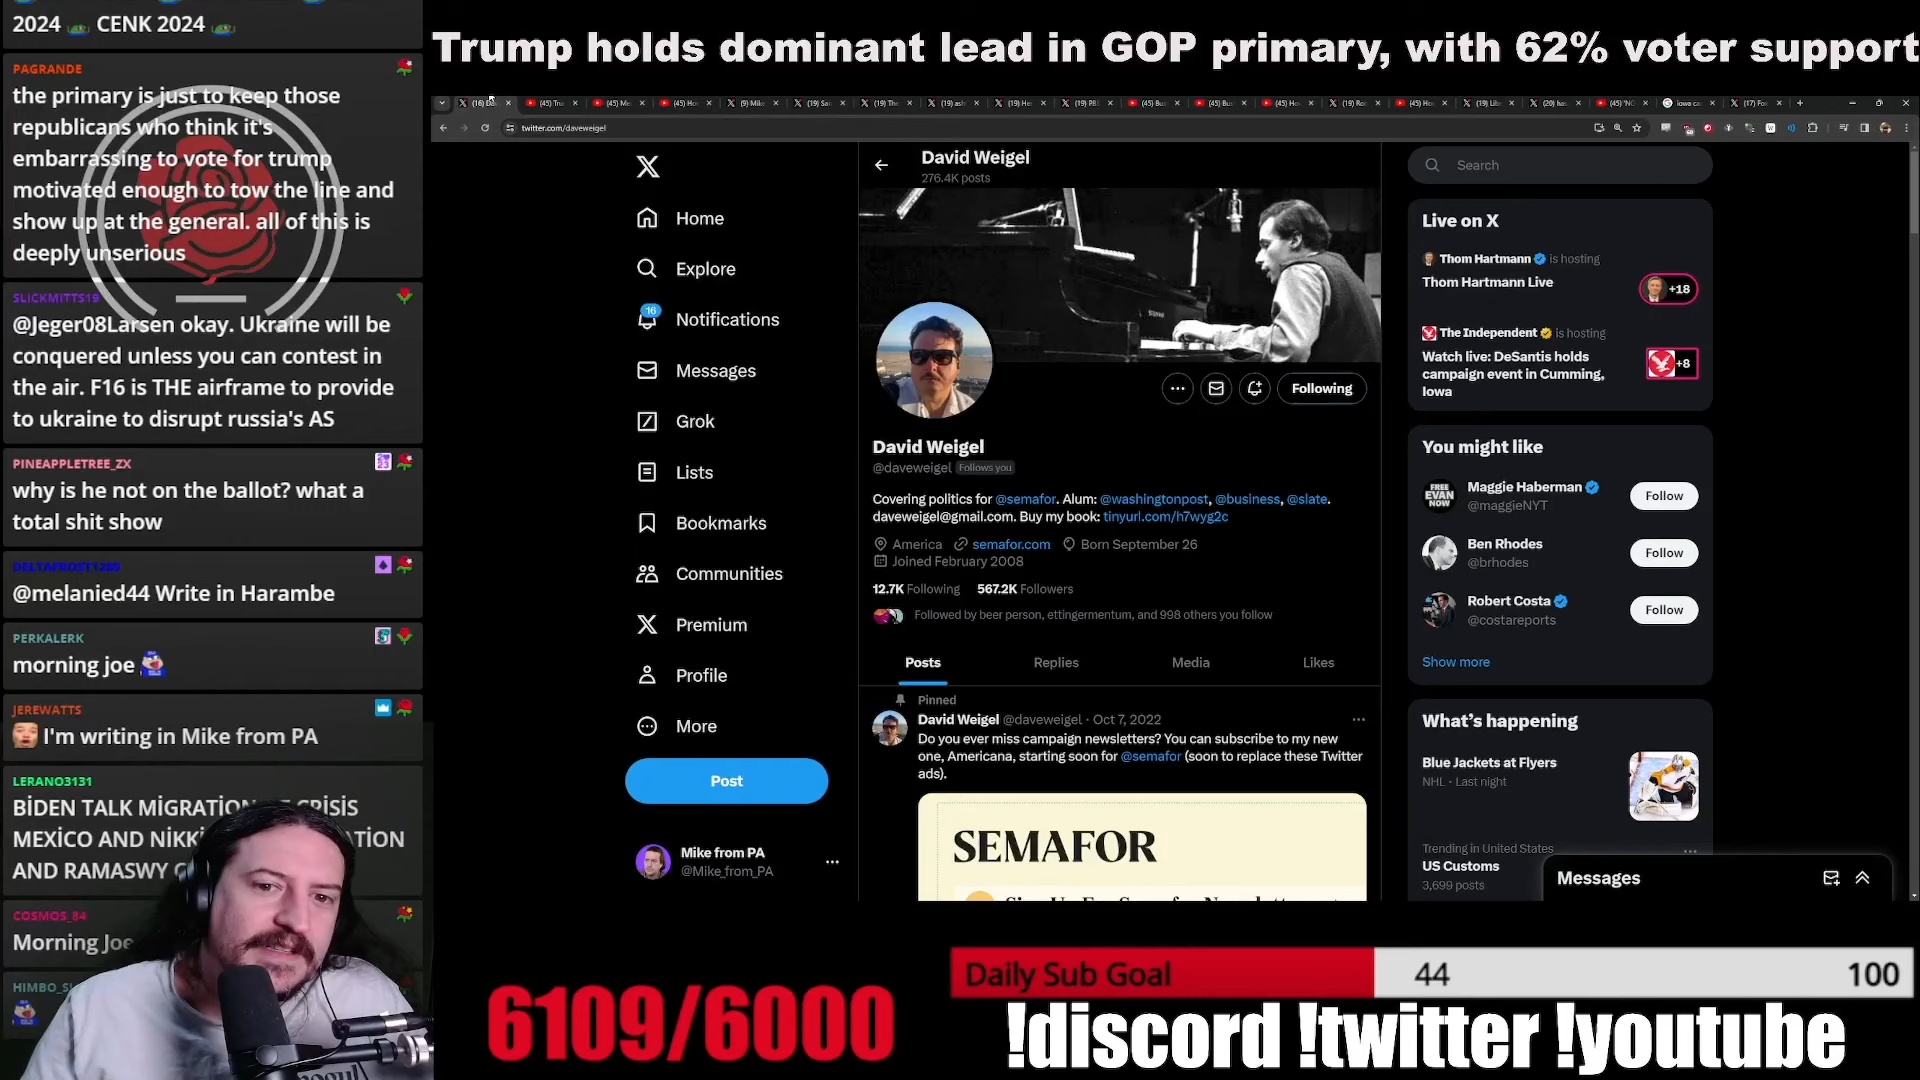 2024 CENK 2024
PAGRANDE
the primary is just to keep those
republicans who think it's
embarrassing to vote for trump
motivated enough to tow the line and
show up at the general. all of this is
deeply unserious
SLICKMITTS19
@Jeger08Larsen okay. Ukraine will be
conquered unless you can contest in
the air. F16 is THE airframe to provide
to ukraine to disrupt russia's AS
PINEAPPLETREE_ZX
why is he not on the ballot? what a
total shit show
@melanied44 Write in Harambe
PERKALERK
morning joe
JEREWATTS
I'm writing in Mike from PA
LERANO3131
BİDEN TALK MİGRATİON
MEXİCO AND NİKKİ
AND RAMASWY
COSMOS_84
Morning Joe
Trump holds dominant lead in GOP primary, with 62% voter support
twitter.com/daveweigel
Home
Explore
16
Notifications
Messages
Grok
Lists
Bookmarks
Communities
Premium
Profile
More
Post
Mike from PA
@Mike_from_PA
David Weigel
276.4K posts
Following
David Weigel
@daveweigel Follows you
Covering politics for @semafor. Alum: @washingtonpost, @business, @slate.
daveweigel@gmail.com. Buy my book: tinyurl.com/h7wyg2c
America semafor.com Born September 26
Joined February 2008
12.7K Following 567.2K Followers
Followed by beer person, ettingermentum, and 998 others you follow
Posts Replies Media Likes
Pinned
David Weigel @daveweigel · Oct 7, 2022
Do you ever miss campaign newsletters? You can subscribe to my new
one, Americana, starting soon for @semafor (soon to replace these Twitter
ads).
SEMAFOR
Search
Live on X
Thom Hartmann is hosting
Thom Hartmann Live
+18
The Independent is hosting
Watch live: DeSantis holds
campaign event in Cumming,
Iowa
+8
You might like
Maggie Haberman
@maggieNYT
Follow
Ben Rhodes
@brhodes
Follow
Robert Costa
@costareports
Follow
Show more
What's happening
Blue Jackets at Flyers
NHL · Last night
Trending in United States
US Customs
3,699 posts
Messages
6109/6000
Daily Sub Goal 44 100
!discord !twitter !youtube